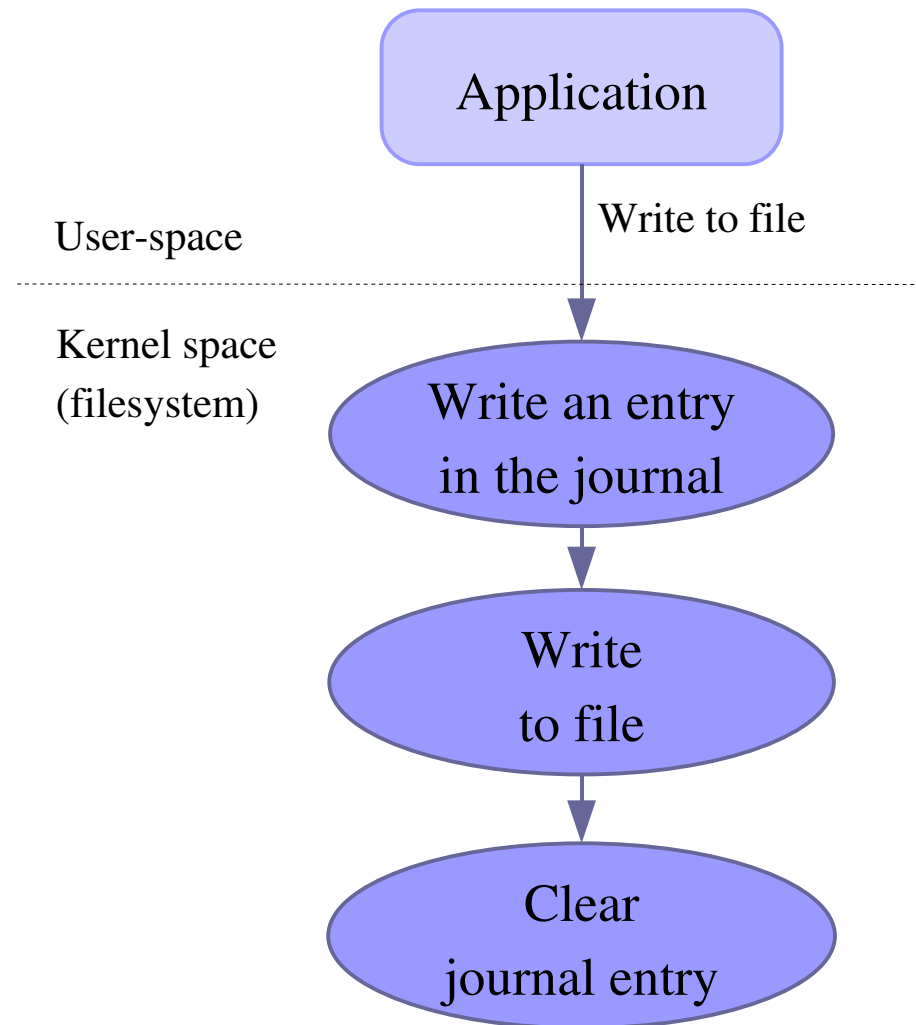 Application
Write to file
User-space
Kernel space
(filesystem)
Write an entry
in the journal
Write
to file
Clear
journal entry